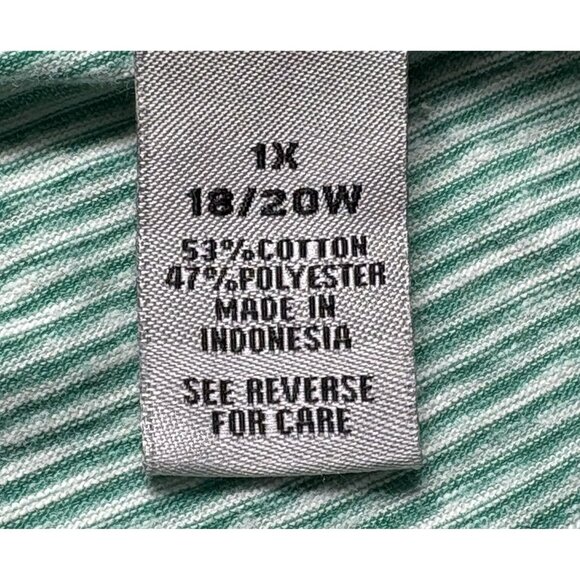 1X
18/20W
53%COTTON
47%POLYESTER
MADE IN
INDONESIA
SEE REVERSE
FOR CARE